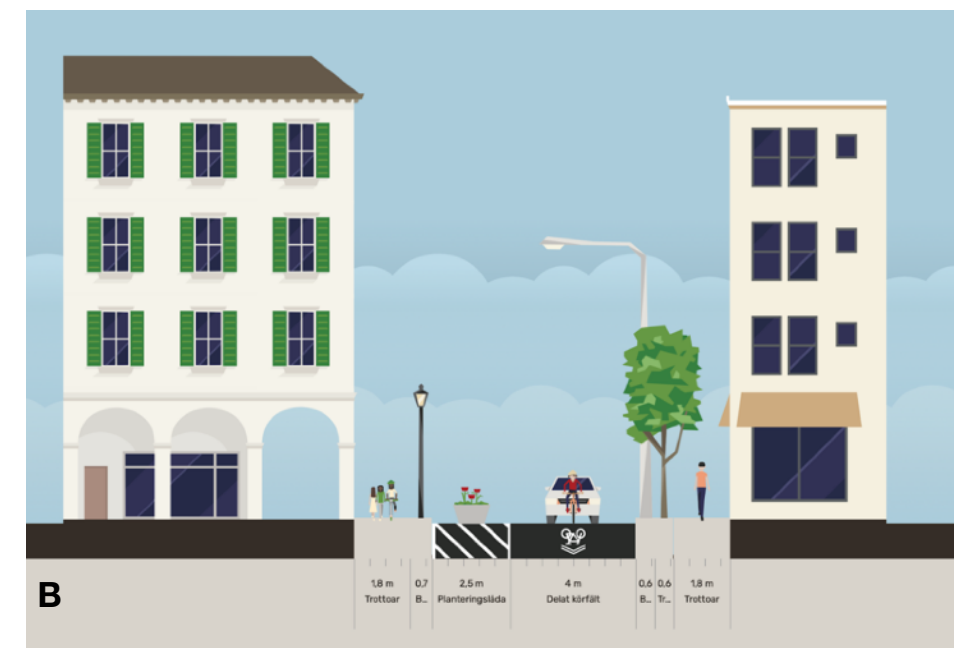 B
1,8 m
Trottoar
0,7
B...
2,5 m
Planteringslåda
4 m
Delat körfält
0,6
B...
0,6
Tr...
1,8 m
Trottoar